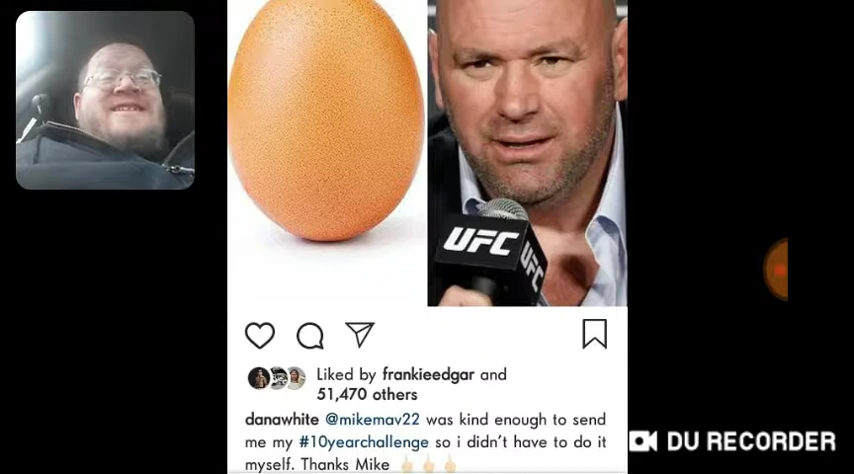 UFC
UFC
Liked by frankieedgar and
51,470 others
danawhite @mikemav22 was kind enough to send
me my #10yearchallenge so i didn't have to do it
myself. Thanks Mike 🖕🏼🖕🏼🖕🏼
DU RECORDER